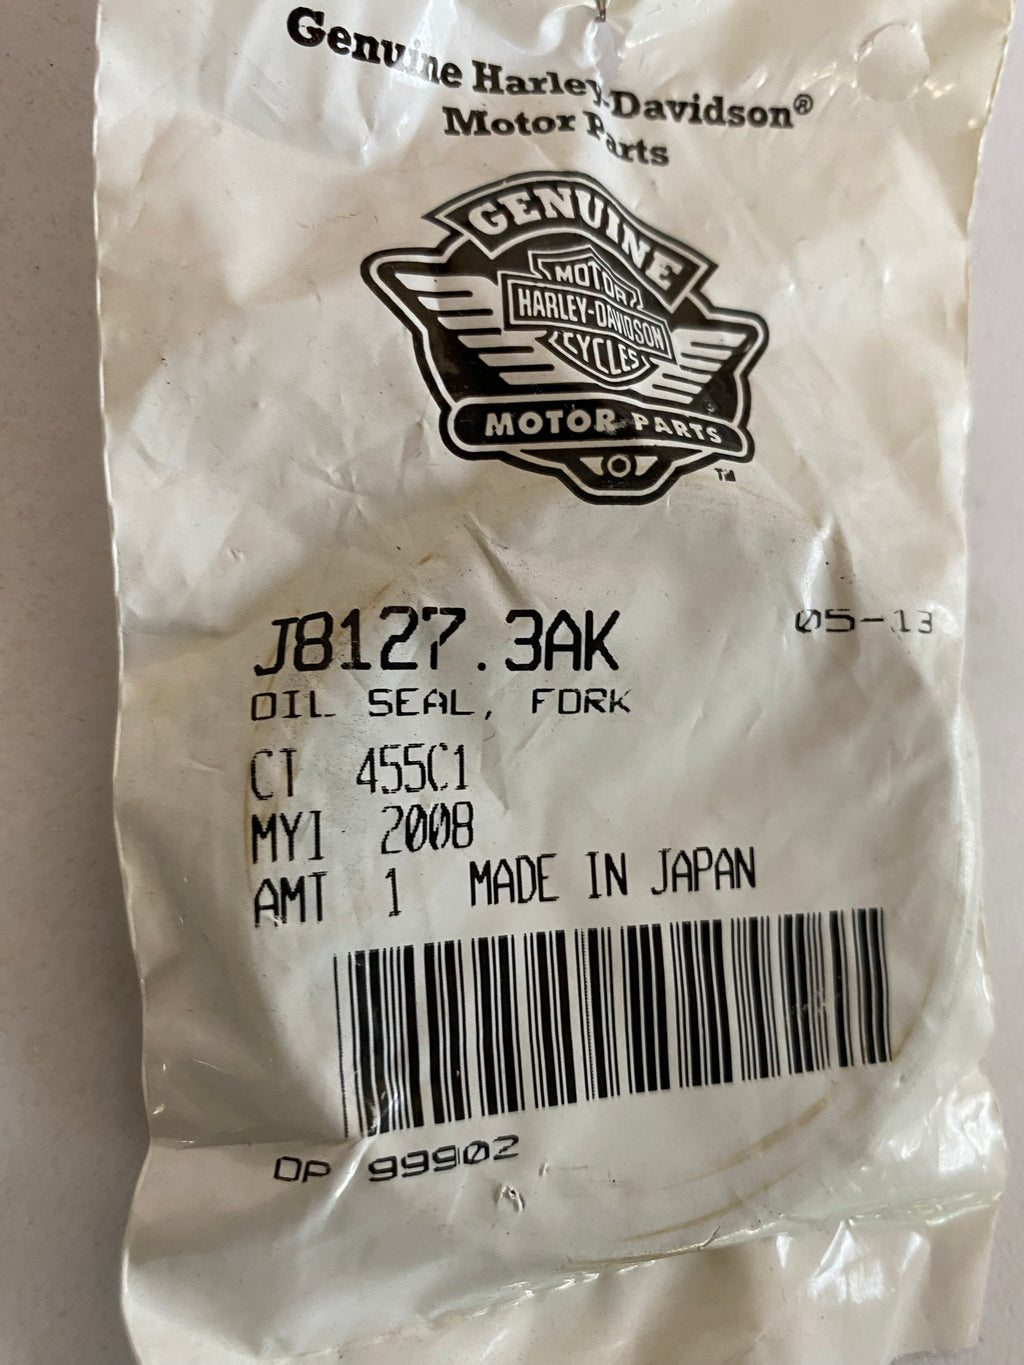 Genuine Harley-Davidson®
Motor Parts
GENUINE
MOTOR
HARLEY-DAVIDSON
CYCLES
MOTOR PARTS
TM
J8127.3AK
05-13
OIL SEAL, FORK
CT 455C1
MYI 2008
AMT 1 MADE IN JAPAN
OP 99902